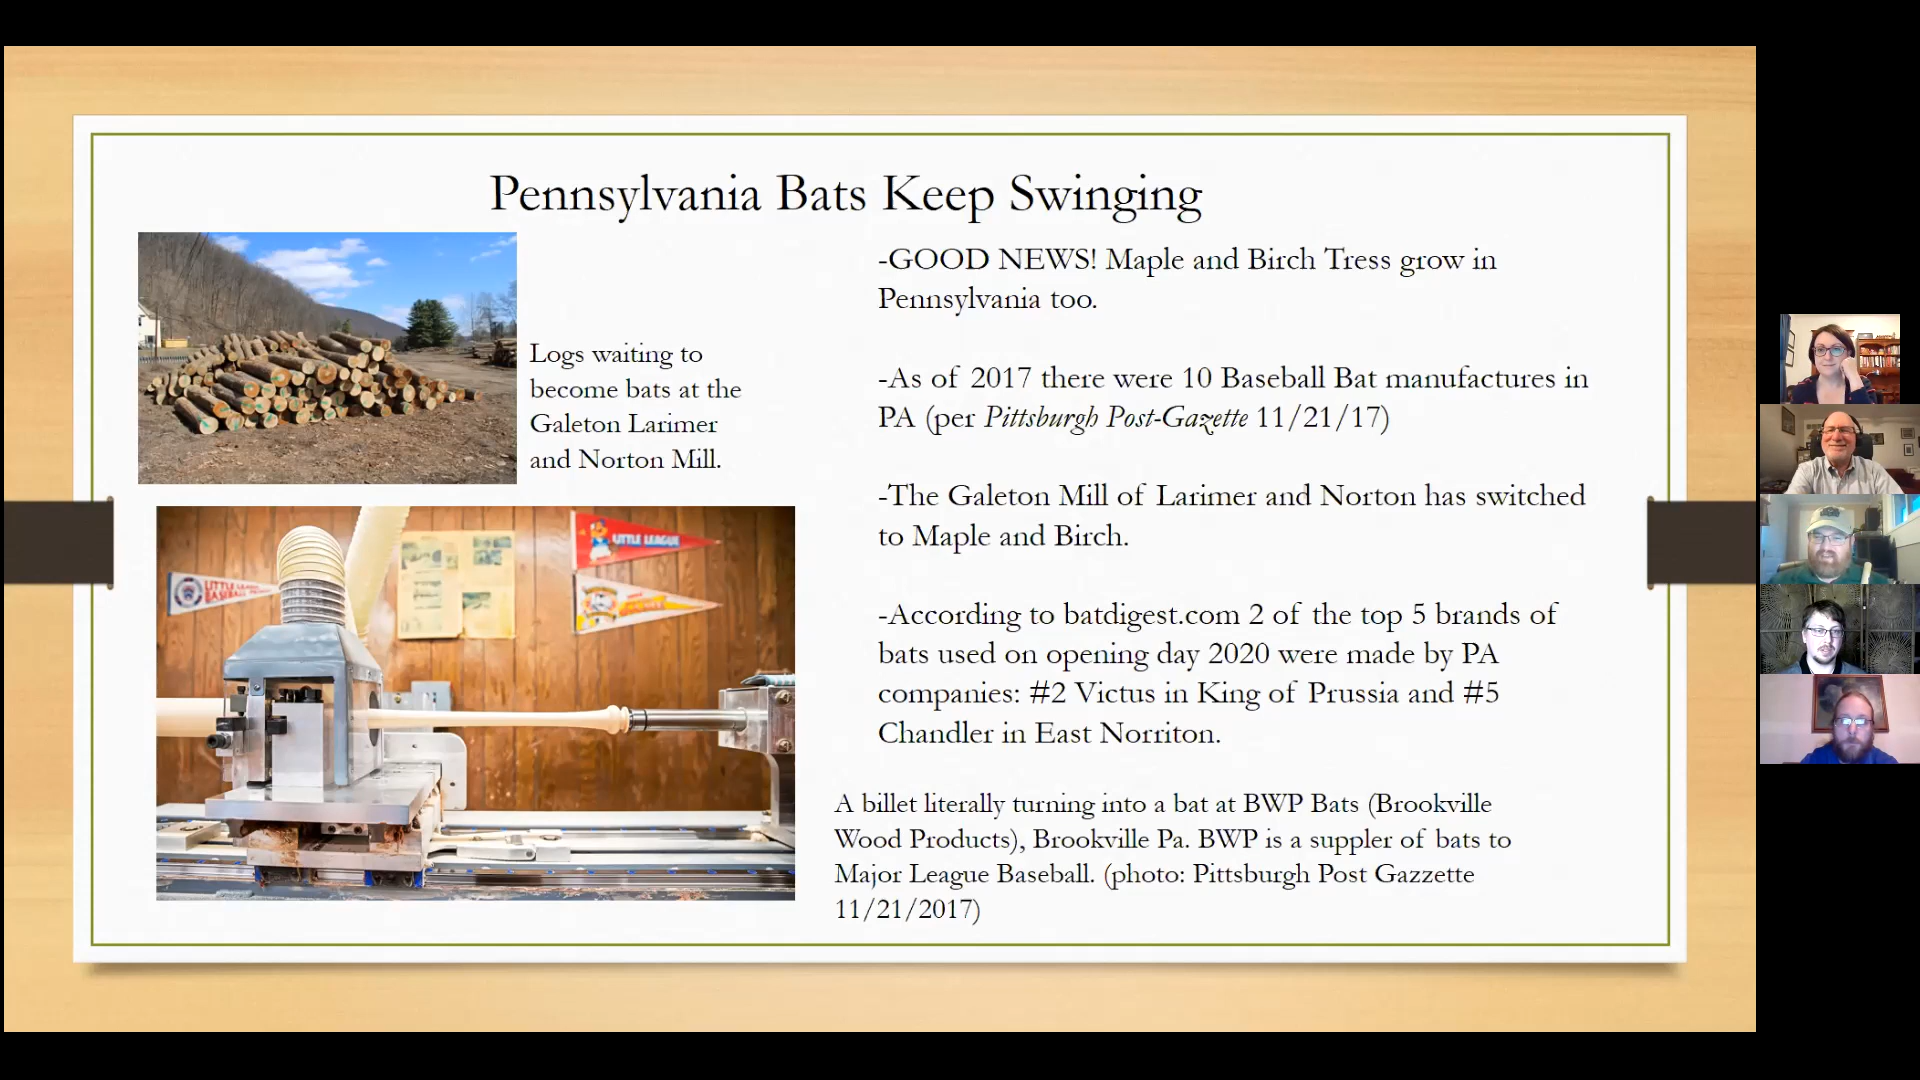 Pennsylvania Bats Keep Swinging
Logs waiting to
become bats at the
Galeton Larimer
and Norton Mill.
-GOOD NEWS! Maple and Birch Tress grow in
Pennsylvania too.
-As of 2017 there were 10 Baseball Bat manufactures in
PA (per Pittsburgh Post-Gazette 11/21/17)
-The Galeton Mill of Larimer and Norton has switched
to Maple and Birch.
-According to batdigest.com 2 of the top 5 brands of
bats used on opening day 2020 were made by PA
companies: #2 Victus in King of Prussia and #5
Chandler in East Norriton.
LITTLE LEAGUE
LITTLE LEAGUE
BASEBALL
A billet literally turning into a bat at BWP Bats (Brookville
Wood Products), Brookville Pa. BWP is a suppler of bats to
Major League Baseball. (photo: Pittsburgh Post Gazzette
11/21/2017)